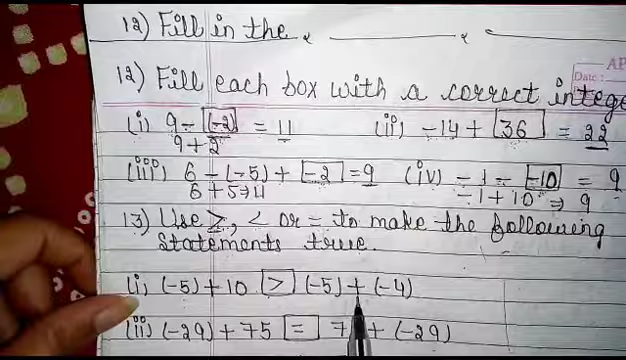 12) Fill in the
AP
Date :
12) Fill each box with a correct intege
(i) 9 - (-2) = 11 (ii) -14 + 36 = 22
9 + 2
(iii) 6 - (-5) + -2 = 9 (iv) -1 - -10 = 9
6 + 5 → 11 -1 + 10 ⇒ 9
13) Use >, < or = to make the following
statements true.
(i) (-5) + 10 > (-5) + (-4)
(ii) (-29) + 75 = 7 + (-29)